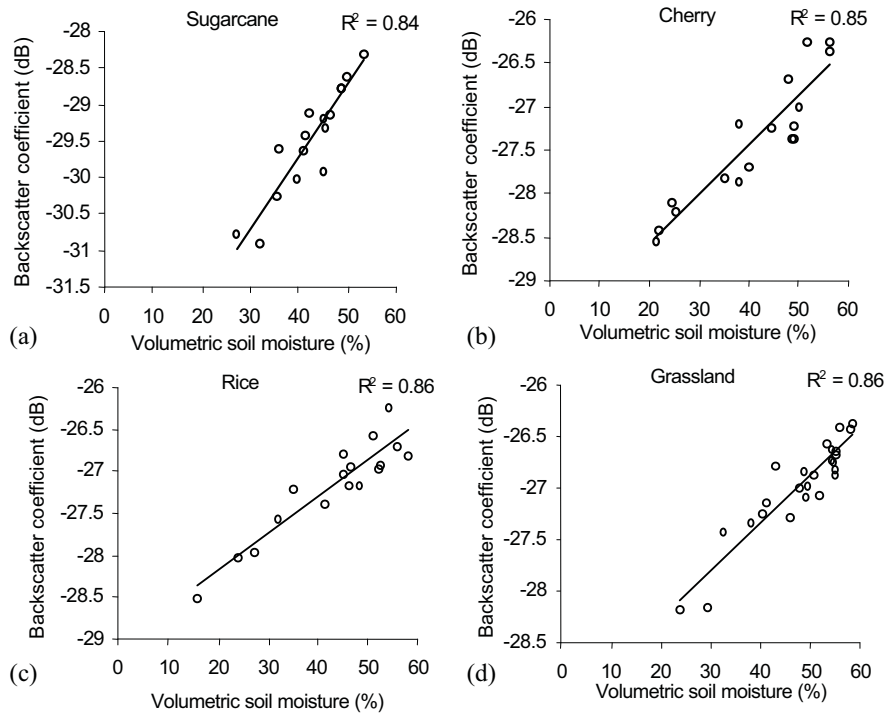 Sugarcane
R² = 0.84
Backscatter coefficient (dB)
-28
-28.5
-29
-29.5
-30
-30.5
-31
-31.5
0 10 20 30 40 50 60
(a)
Volumetric soil moisture (%)
Cherry
R² = 0.85
Backscatter coefficient (dB)
-26
-26.5
-27
-27.5
-28
-28.5
-29
0 10 20 30 40 50 60
(b)
Volumetric soil moisture (%)
Rice
R² = 0.86
Backscatter coefficient (dB)
-26
-26.5
-27
-27.5
-28
-28.5
-29
0 10 20 30 40 50 60
(c)
Volumetric soil moisture (%)
Grassland
R² = 0.86
Backscatter coefficient (dB)
-26
-26.5
-27
-27.5
-28
-28.5
0 10 20 30 40 50 60
(d)
Volumetric soil moisture (%)